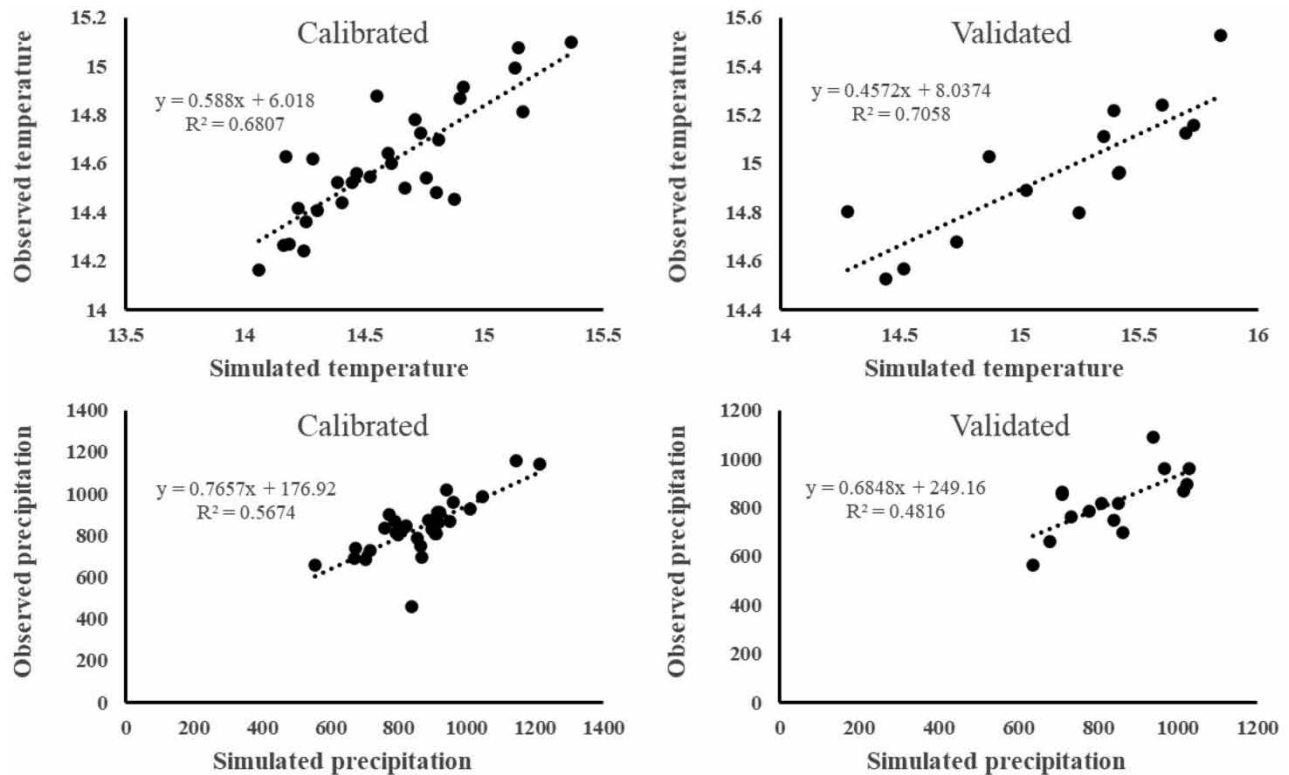 Calibrated
y = 0.588x + 6.018
R² = 0.6807
Observed temperature
15.2
15
14.8
14.6
14.4
14.2
14
13.5 14 14.5 15 15.5
Simulated temperature
Validated
y = 0.4572x + 8.0374
R² = 0.7058
Observed temperature
15.6
15.4
15.2
15
14.8
14.6
14.4
14 14.5 15 15.5 16
Simulated temperature
Calibrated
y = 0.7657x + 176.92
R² = 0.5674
Observed precipitation
1400
1200
1000
800
600
400
200
0
0 200 400 600 800 1000 1200 1400
Simulated precipitation
Validated
y = 0.6848x + 249.16
R² = 0.4816
Observed precipitation
1200
1000
800
600
400
200
0
0 200 400 600 800 1000 1200
Simulated precipitation